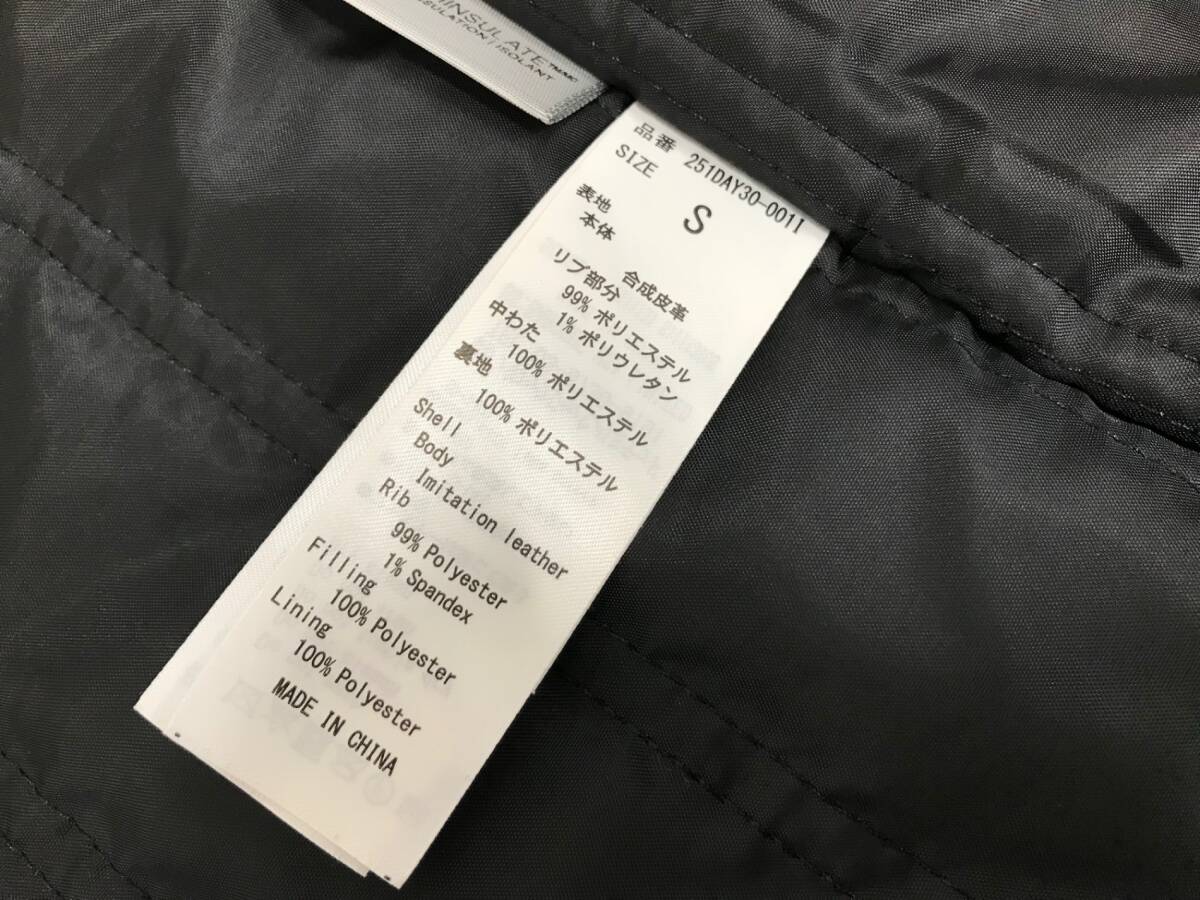 INSULATE™/MC
INSULATION | ISOLANT
品番 251DAY30-001I
SIZE S
表地
本体 合成皮革
リブ部分
99% ポリエステル
1% ポリウレタン
中わた
100% ポリエステル
裏地
100% ポリエステル
Shell
Body
Imitation leather
Rib
99% Polyester
1% Spandex
Filling
100% Polyester
Lining
100% Polyester
MADE IN CHINA